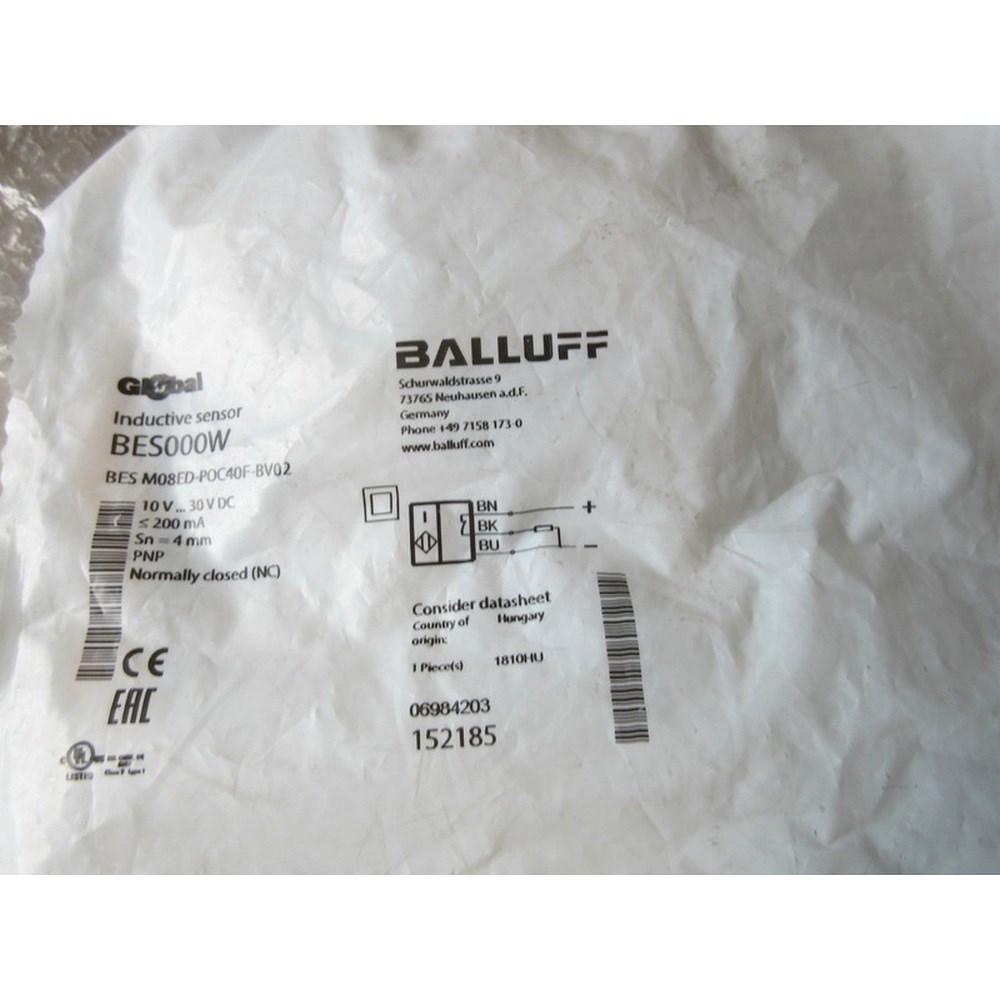 Global
Inductive sensor
BES000W
BES M08ED-POC40F-BV02
10 V ... 30 V DC
≤ 200 mA
Sn = 4 mm
PNP
Normally closed (NC)
CE
EAC
UL
LISTED
BALLUFF
Schurwaldstrasse 9
73765 Neuhausen a.d.F.
Germany
Phone +49 7158 173-0
www.balluff.com
BN +
BK
BU −
Consider datasheet
Country of Hungary
origin:
1 Piece(s) 1810HU
06984203
152185